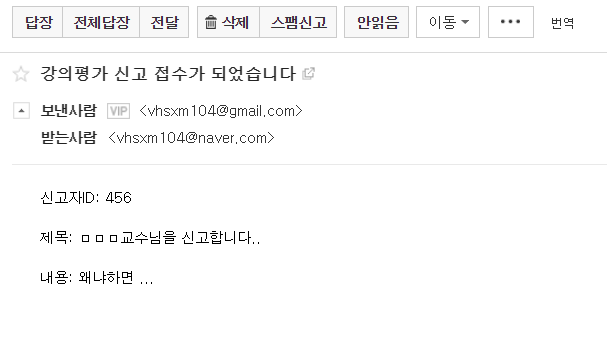 답장 전체답장 전달 삭제 스팸신고 안읽음 이동 ••• 번역
강의평가 신고 접수가 되었습니다
보낸사람 VIP <vhsxm104@gmail.com>
받는사람 <vhsxm104@naver.com>
신고자ID: 456
제목: ㅁㅁㅁ교수님을 신고합니다..
내용: 왜냐하면 ...